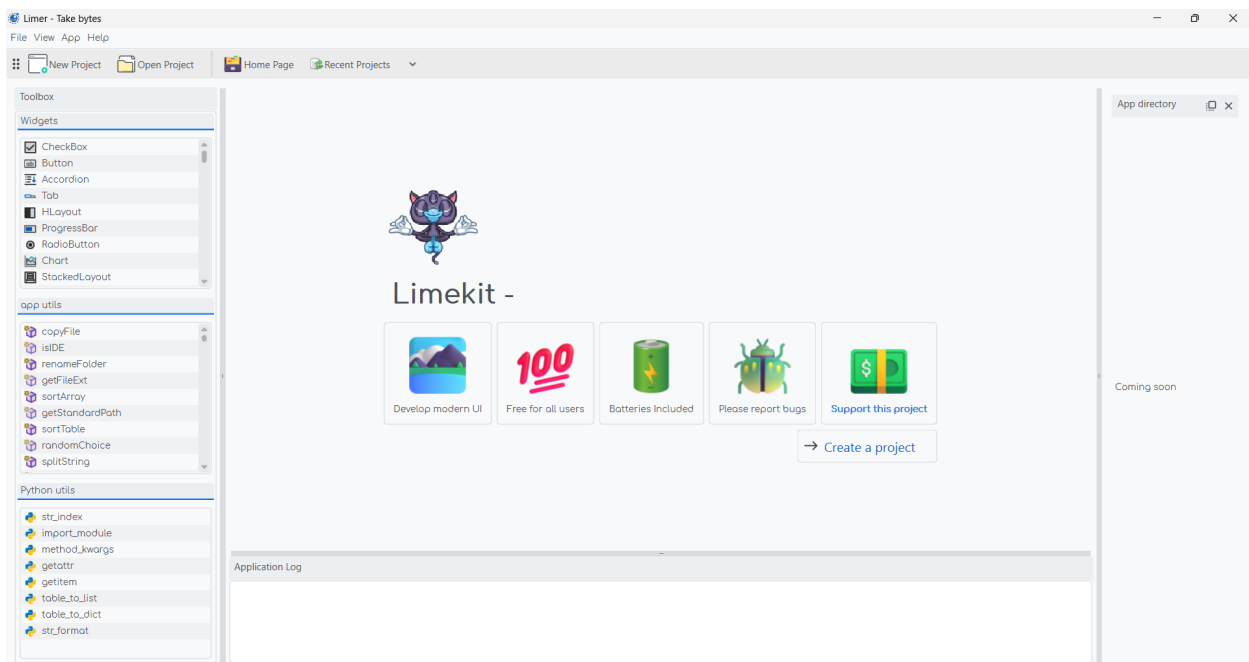 Limer - Take bytes
File View App Help
New Project Open Project Home Page Recent Projects
Toolbox
Widgets
CheckBox
Button
Accordion
Tab
HLayout
ProgressBar
RadioButton
Chart
StackedLayout
app utils
copyFile
isIDE
renameFolder
getFileExt
sortArray
getStandardPath
sortTable
randomChoice
splitString
Python utils
str_index
import_module
method_kwargs
getattr
getitem
table_to_list
table_to_dict
str_format
Limekit -
100
Develop modern UI
Free for all users
Batteries Included
Please report bugs
$
Support this project
→ Create a project
Application Log
App directory
Coming soon